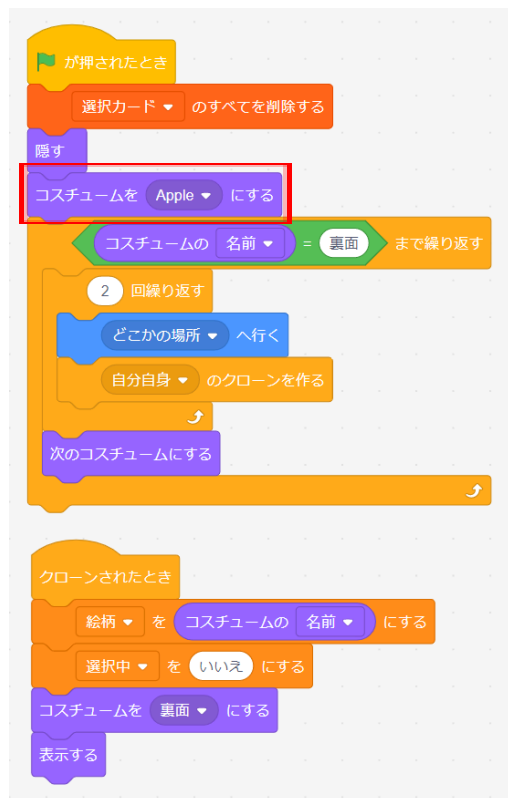 が押されたとき
選択カード のすべてを削除する
隠す
コスチュームを Apple にする
コスチュームの 名前 = 裏面 まで繰り返す
2 回繰り返す
どこかの場所 へ行く
自分自身 のクローンを作る
次のコスチュームにする
クローンされたとき
絵柄 を コスチュームの 名前 にする
選択中 を いいえ にする
コスチュームを 裏面 にする
表示する